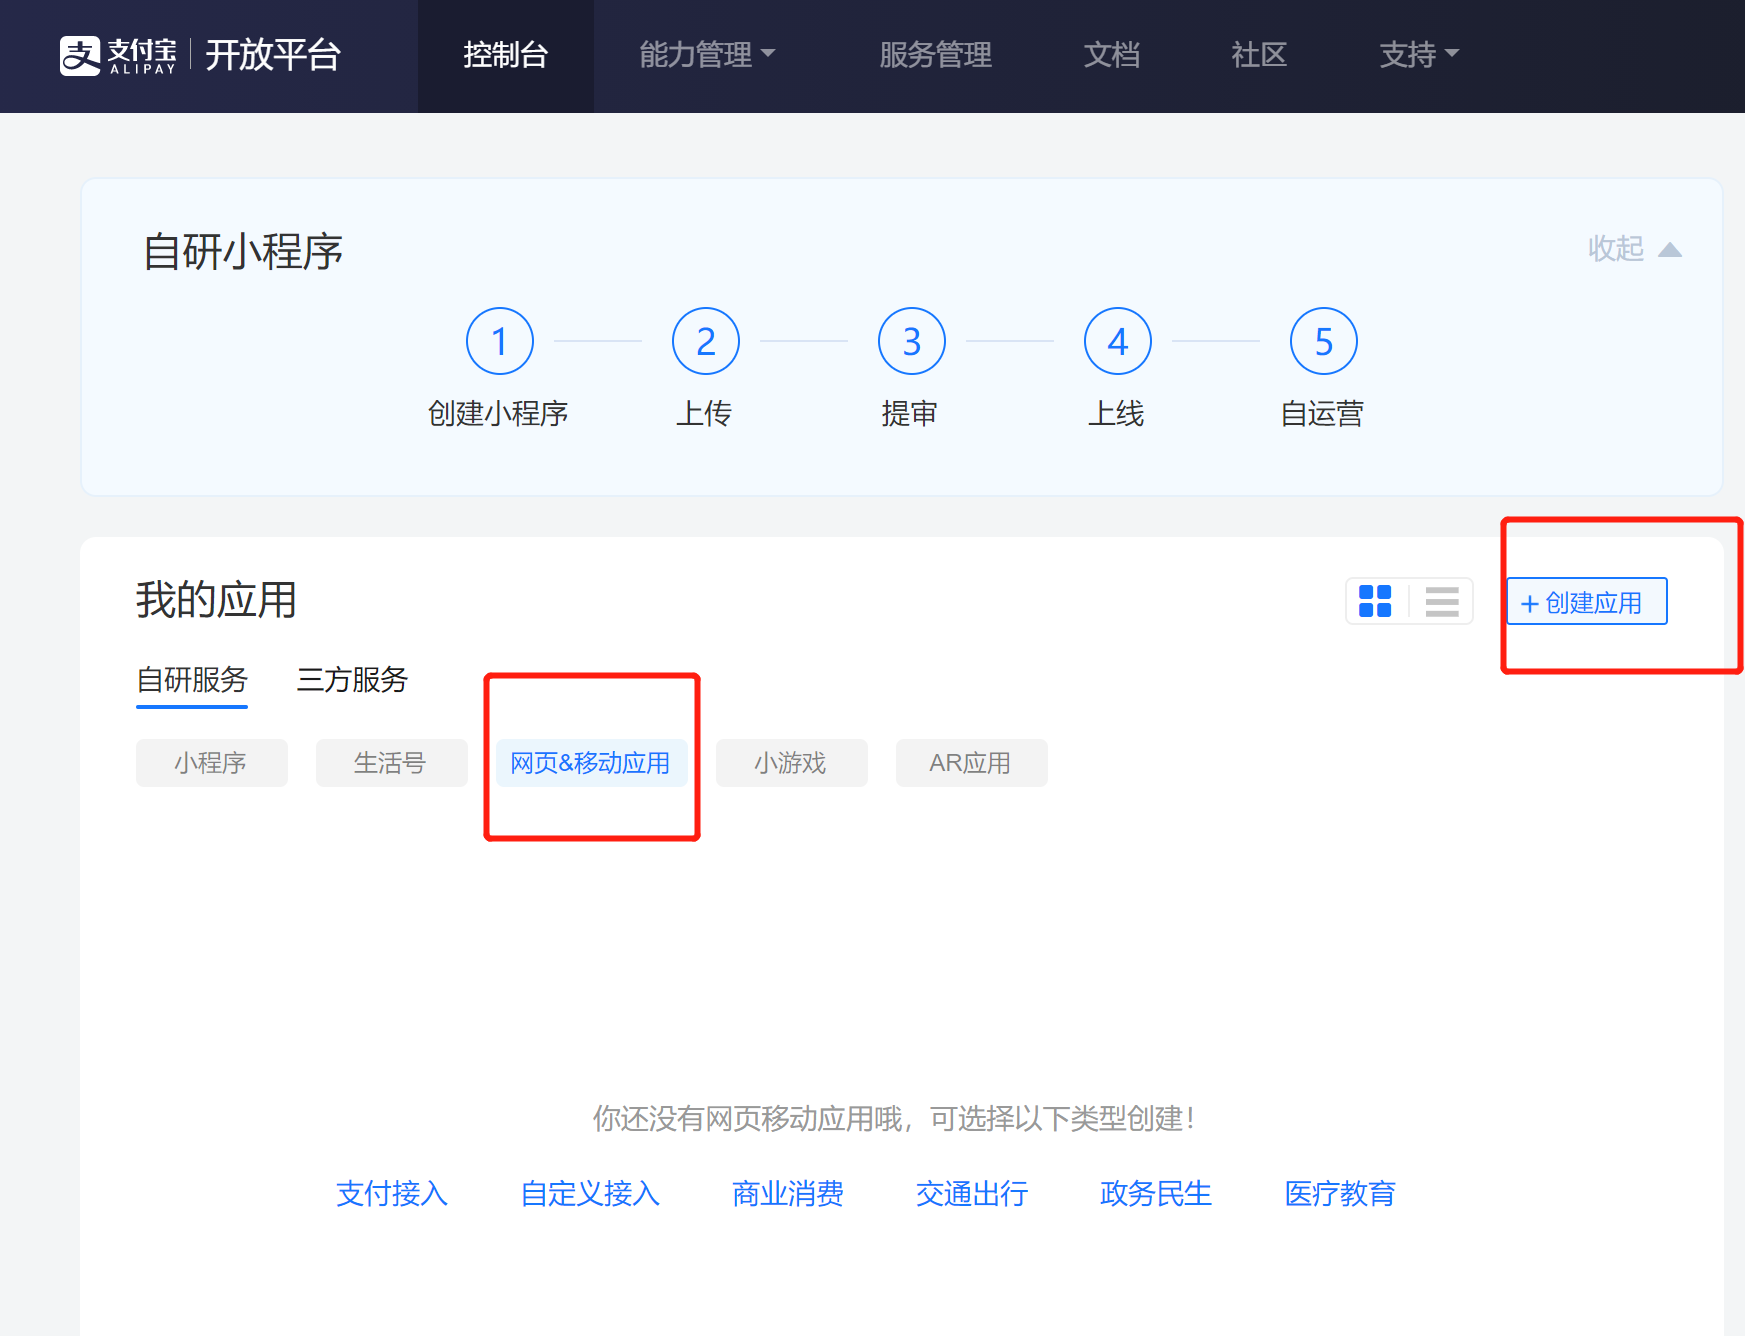 支付宝 ALIPAY 开放平台 控制台 能力管理 服务管理 文档 社区 支持
自研小程序 收起
1 2 3 4 5
创建小程序 上传 提审 上线 自运营
我的应用 + 创建应用
自研服务 三方服务
小程序 生活号 网页&移动应用 小游戏 AR应用
你还没有网页移动应用哦，可选择以下类型创建！
支付接入 自定义接入 商业消费 交通出行 政务民生 医疗教育